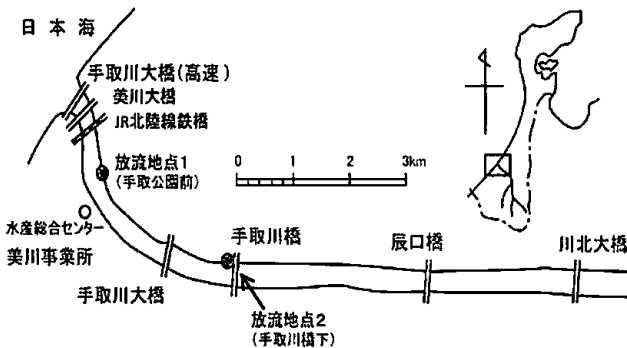 日本海
手取川大橋(高速)
美川大橋
JR北陸線鉄橋
放流地点1
(手取公園前)
0 1 2 3km
水産総合センター
美川事業所
手取川大橋
手取川橋
放流地点2
(手取川橋下)
辰口橋
川北大橋